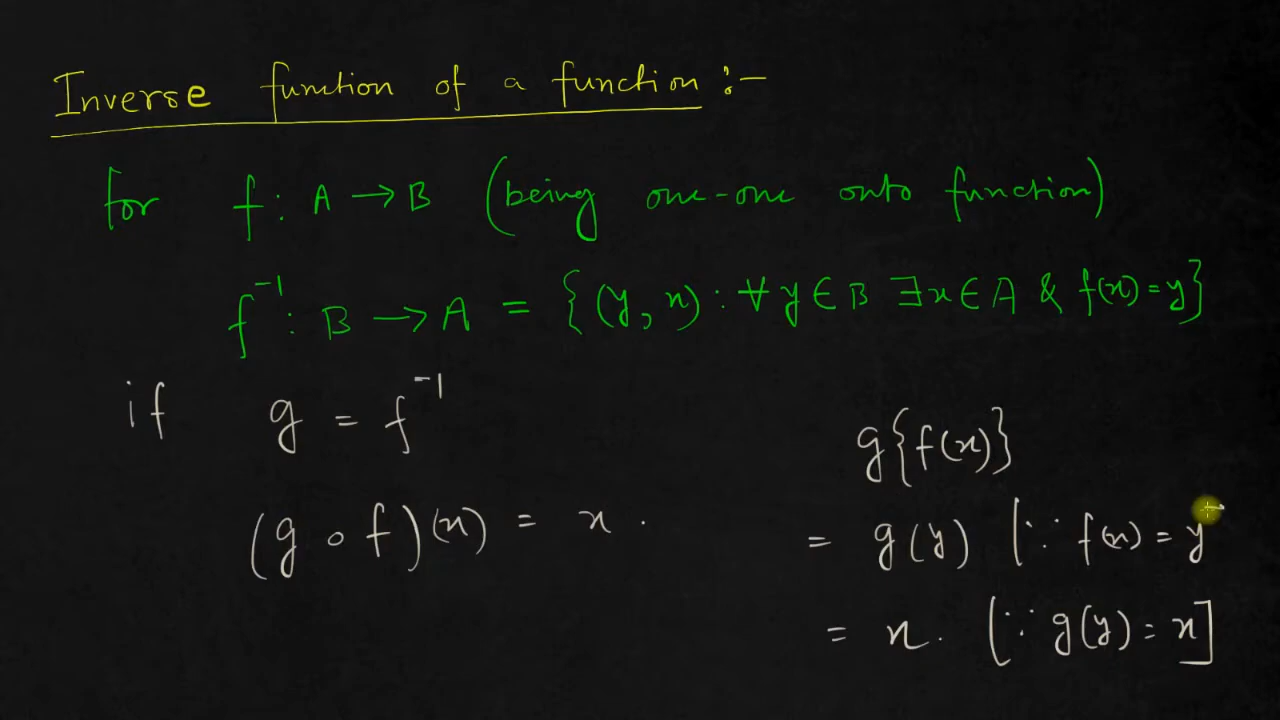 Inverse function of a function :-
for f : A → B (being one-one onto function)
f⁻¹ : B → A = {(y, x) : ∀ y ∈ B ∃ x ∈ A & f(x) = y}
if g = f⁻¹
(g ∘ f)(x) = x .
g{f(x)}
= g(y) [∵ f(x) = y
= x . [∵ g(y) = x]